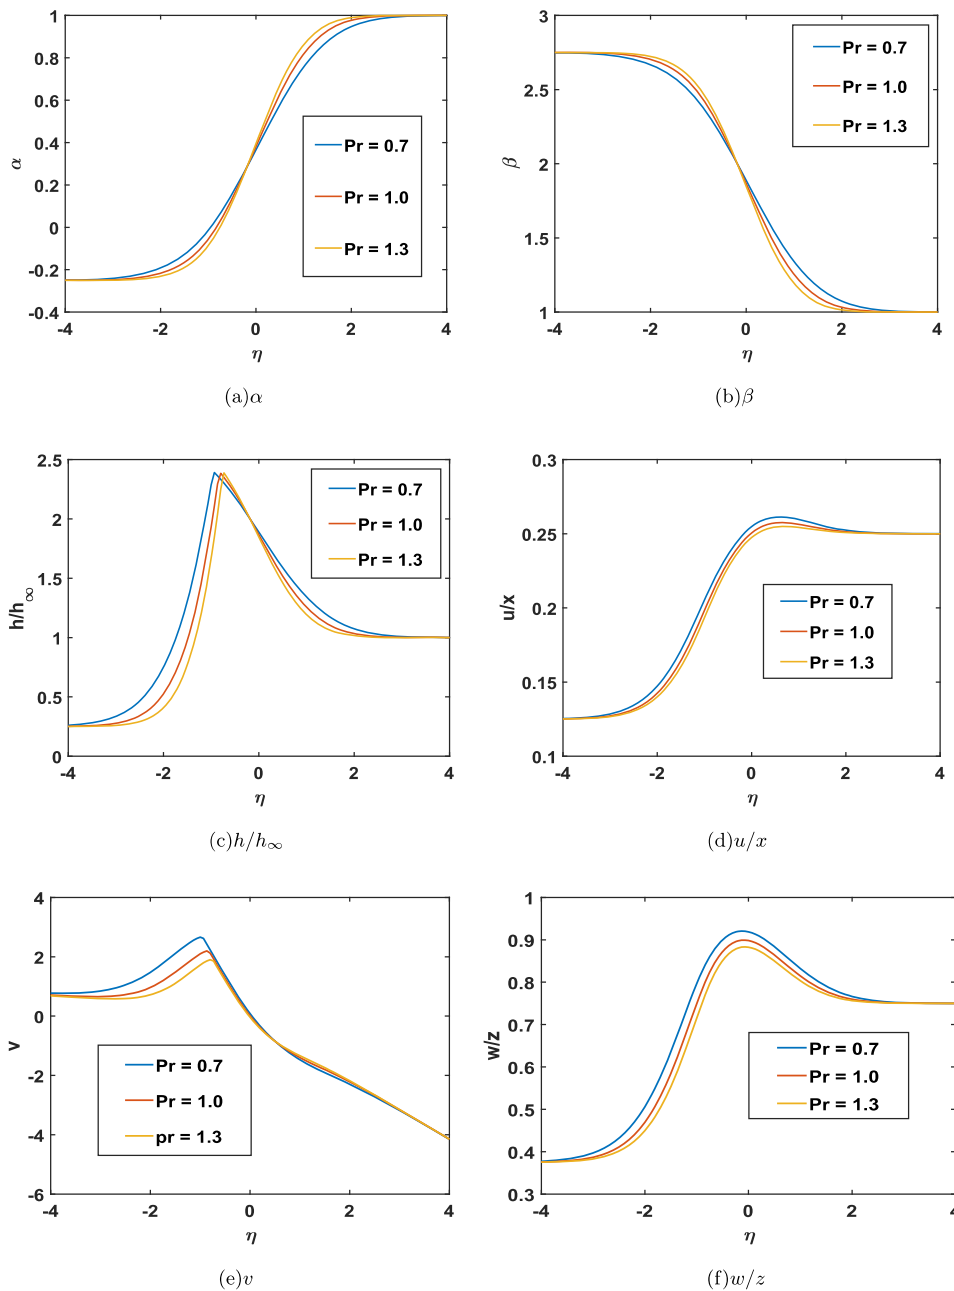 1
0.8
0.6
0.4
0.2
0
-0.2
-0.4
α
Pr = 0.7
Pr = 1.0
Pr = 1.3
-4 -2 0 2 4
η
(a)α
3
2.5
2
1.5
1
β
Pr = 0.7
Pr = 1.0
Pr = 1.3
-4 -2 0 2 4
η
(b)β
2.5
2
1.5
1
0.5
0
h/h∞
Pr = 0.7
Pr = 1.0
Pr = 1.3
-4 -2 0 2 4
η
(c)h/h∞
0.3
0.25
0.2
0.15
0.1
u/x
Pr = 0.7
Pr = 1.0
Pr = 1.3
-4 -2 0 2 4
η
(d)u/x
4
2
0
-2
-4
-6
v
Pr = 0.7
Pr = 1.0
pr = 1.3
-4 -2 0 2 4
η
(e)v
1
0.9
0.8
0.7
0.6
0.5
0.4
0.3
w/z
Pr = 0.7
Pr = 1.0
Pr = 1.3
-4 -2 0 2 4
η
(f)w/z